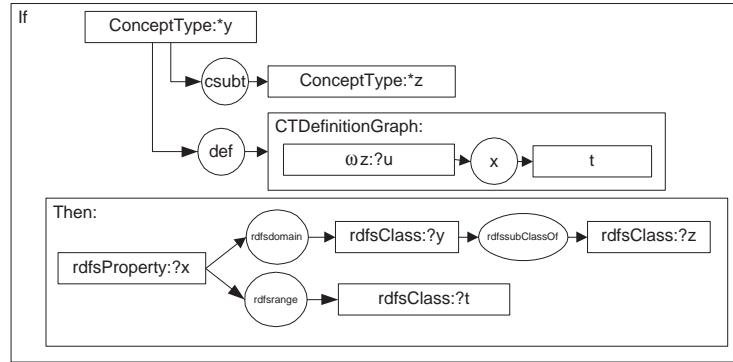 If
ConceptType:*y
csubt
ConceptType:*z
def
CTDefinitionGraph:
ωz:?u
x
t
Then:
rdfsProperty:?x
rdfsdomain
rdfsClass:?y
rdfssubClassOf
rdfsClass:?z
rdfsrange
rdfsClass:?t